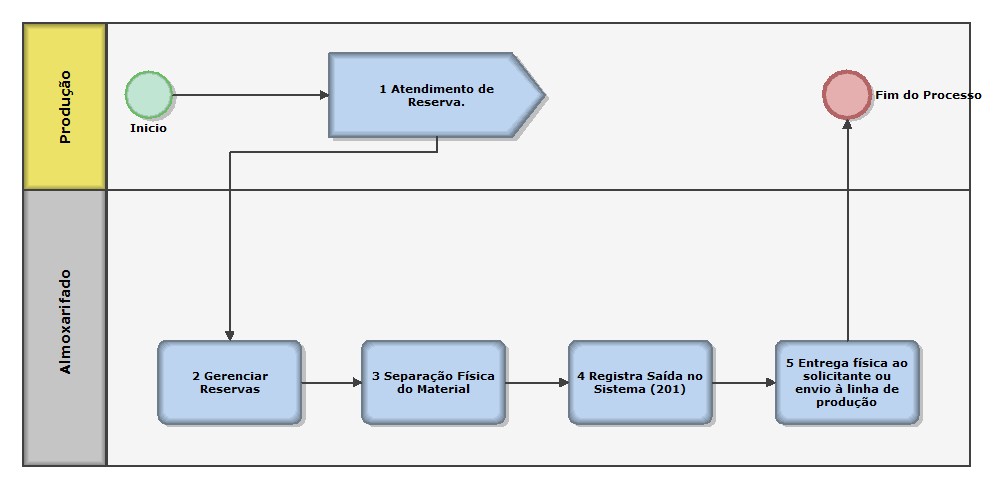 Produção
Inicio
1 Atendimento de
Reserva.
Fim do Processo
Almoxarifado
2 Gerenciar
Reservas
3 Separação Física
do Material
4 Registra Saída no
Sistema (201)
5 Entrega física ao
solicitante ou
envio à linha de
produção